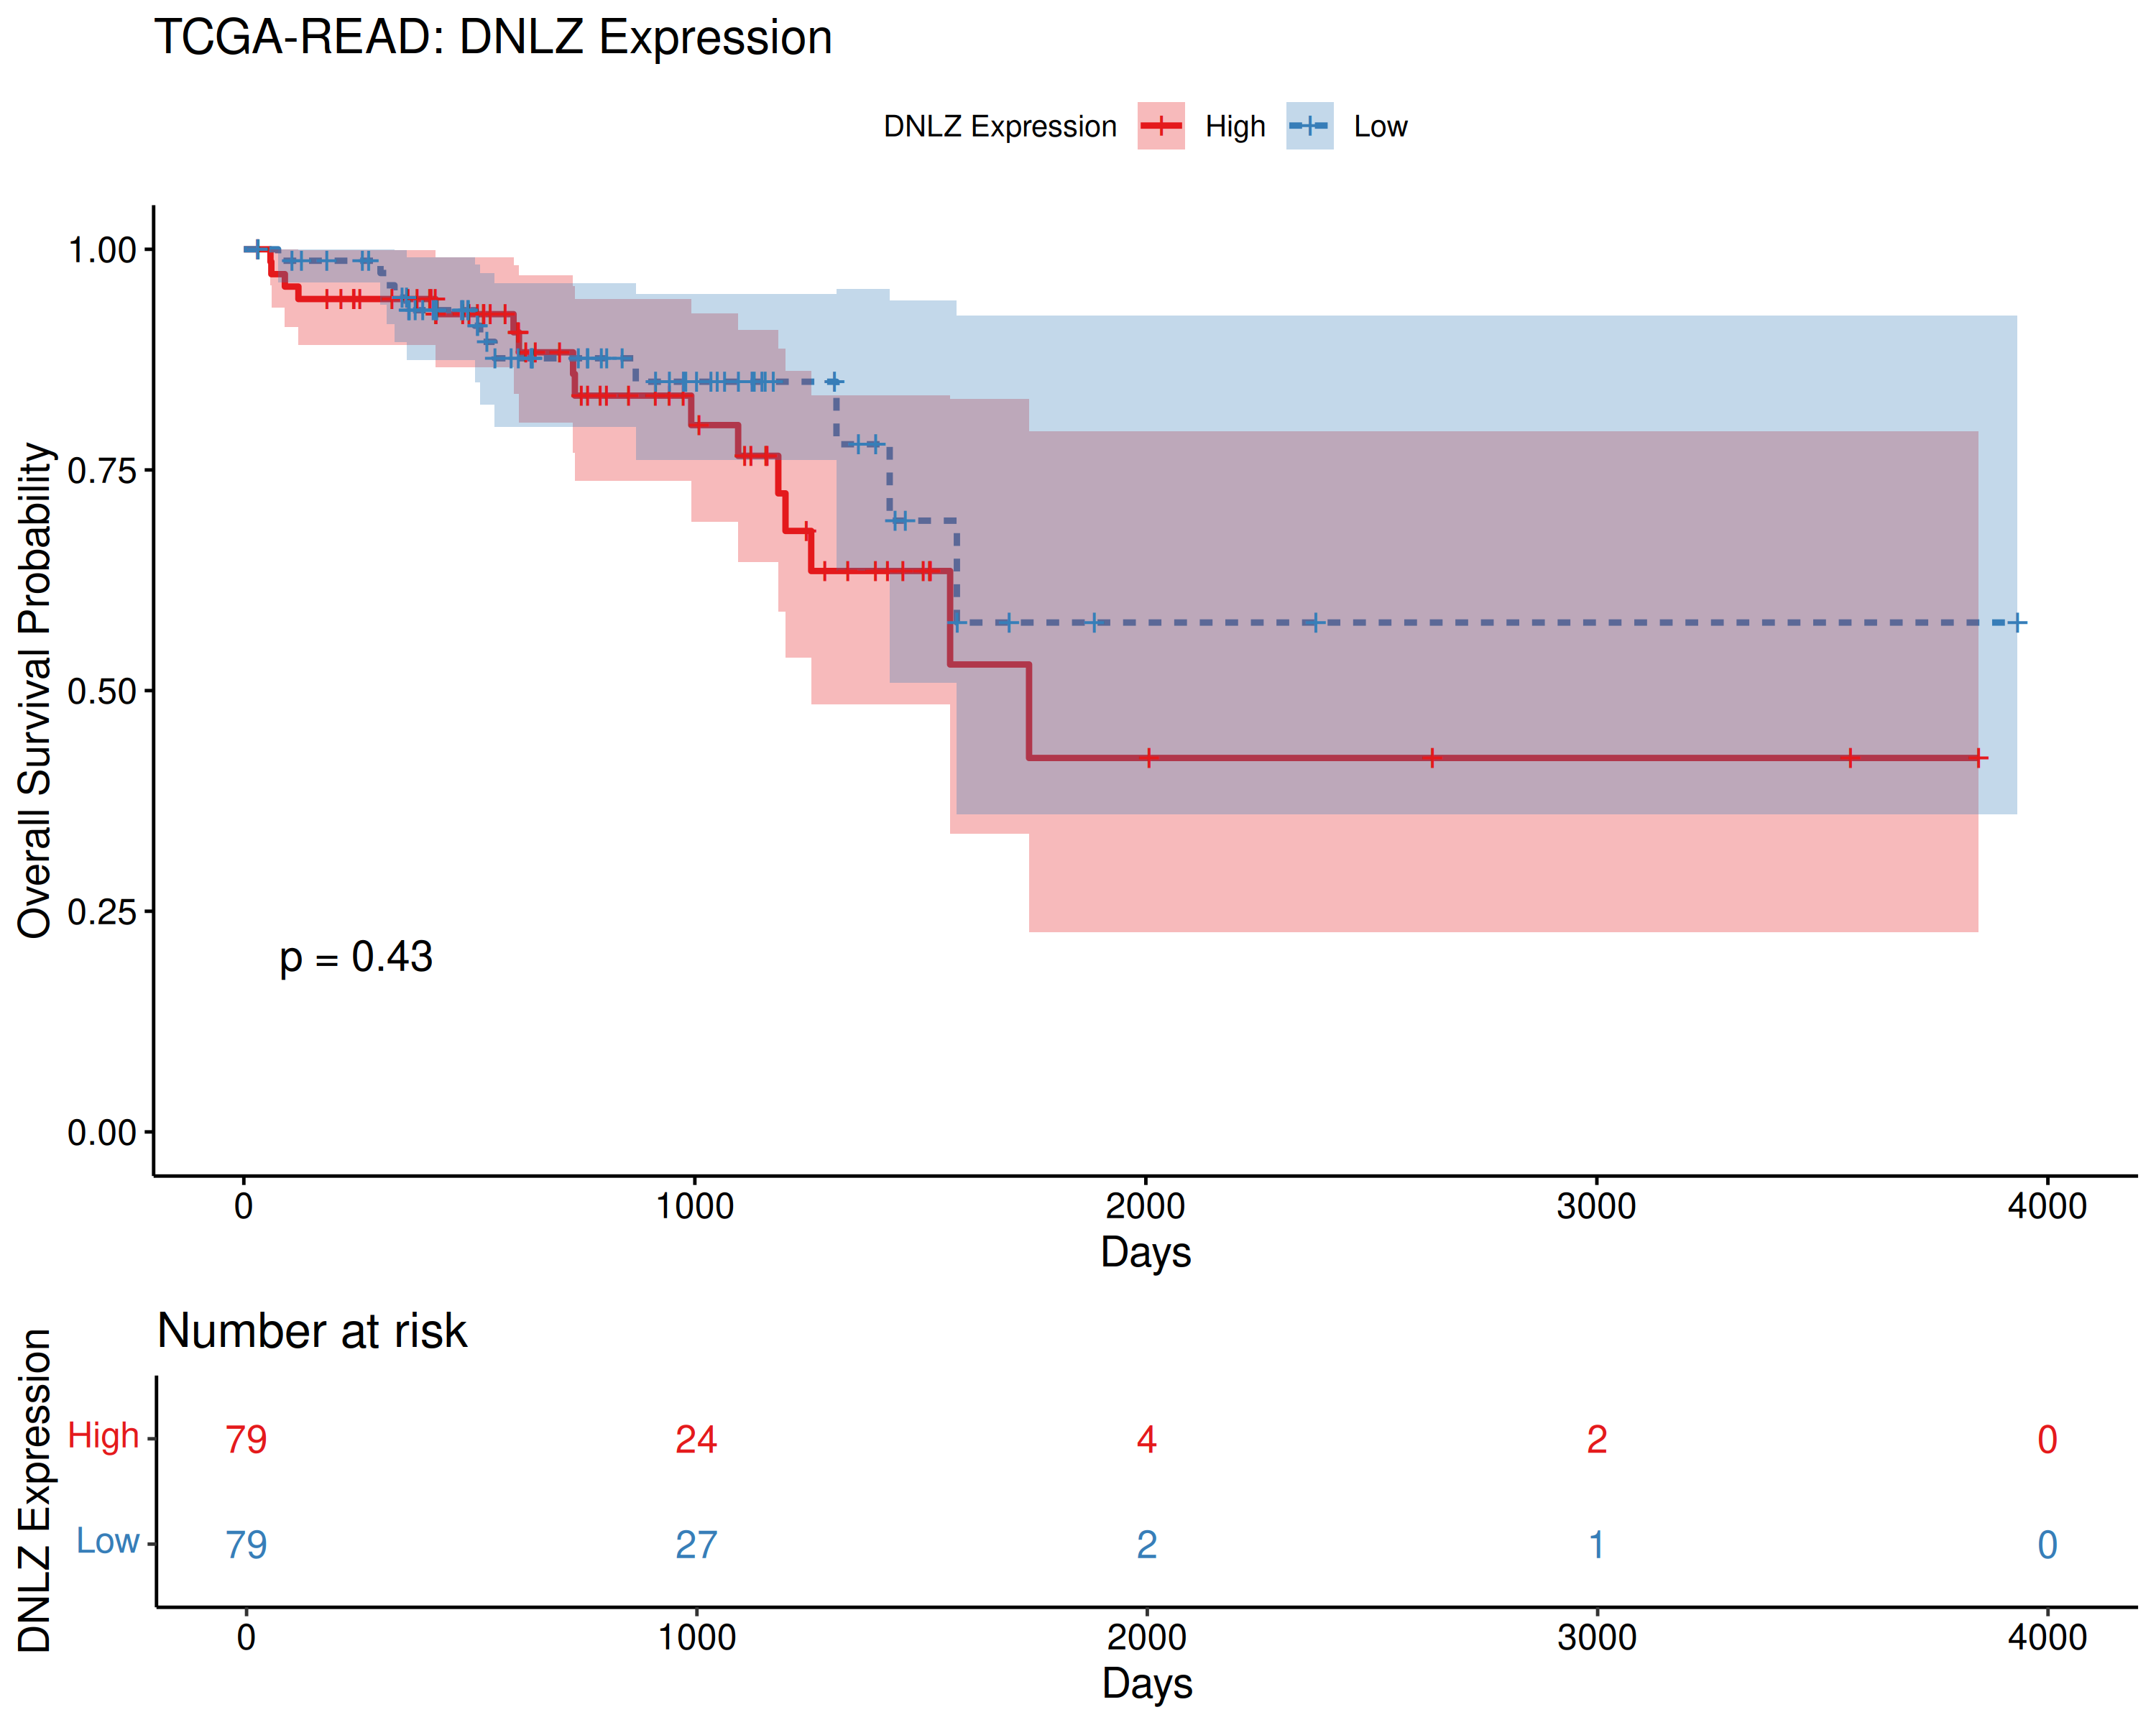 TCGA-READ: DNLZ Expression
DNLZ Expression High Low
1.00
0.75
0.50
0.25
0.00
Overall Survival Probability
p = 0.43
0 1000 2000 3000 4000
Days
Number at risk
DNLZ Expression
High 79 24 4 2 0
Low 79 27 2 1 0
0 1000 2000 3000 4000
Days